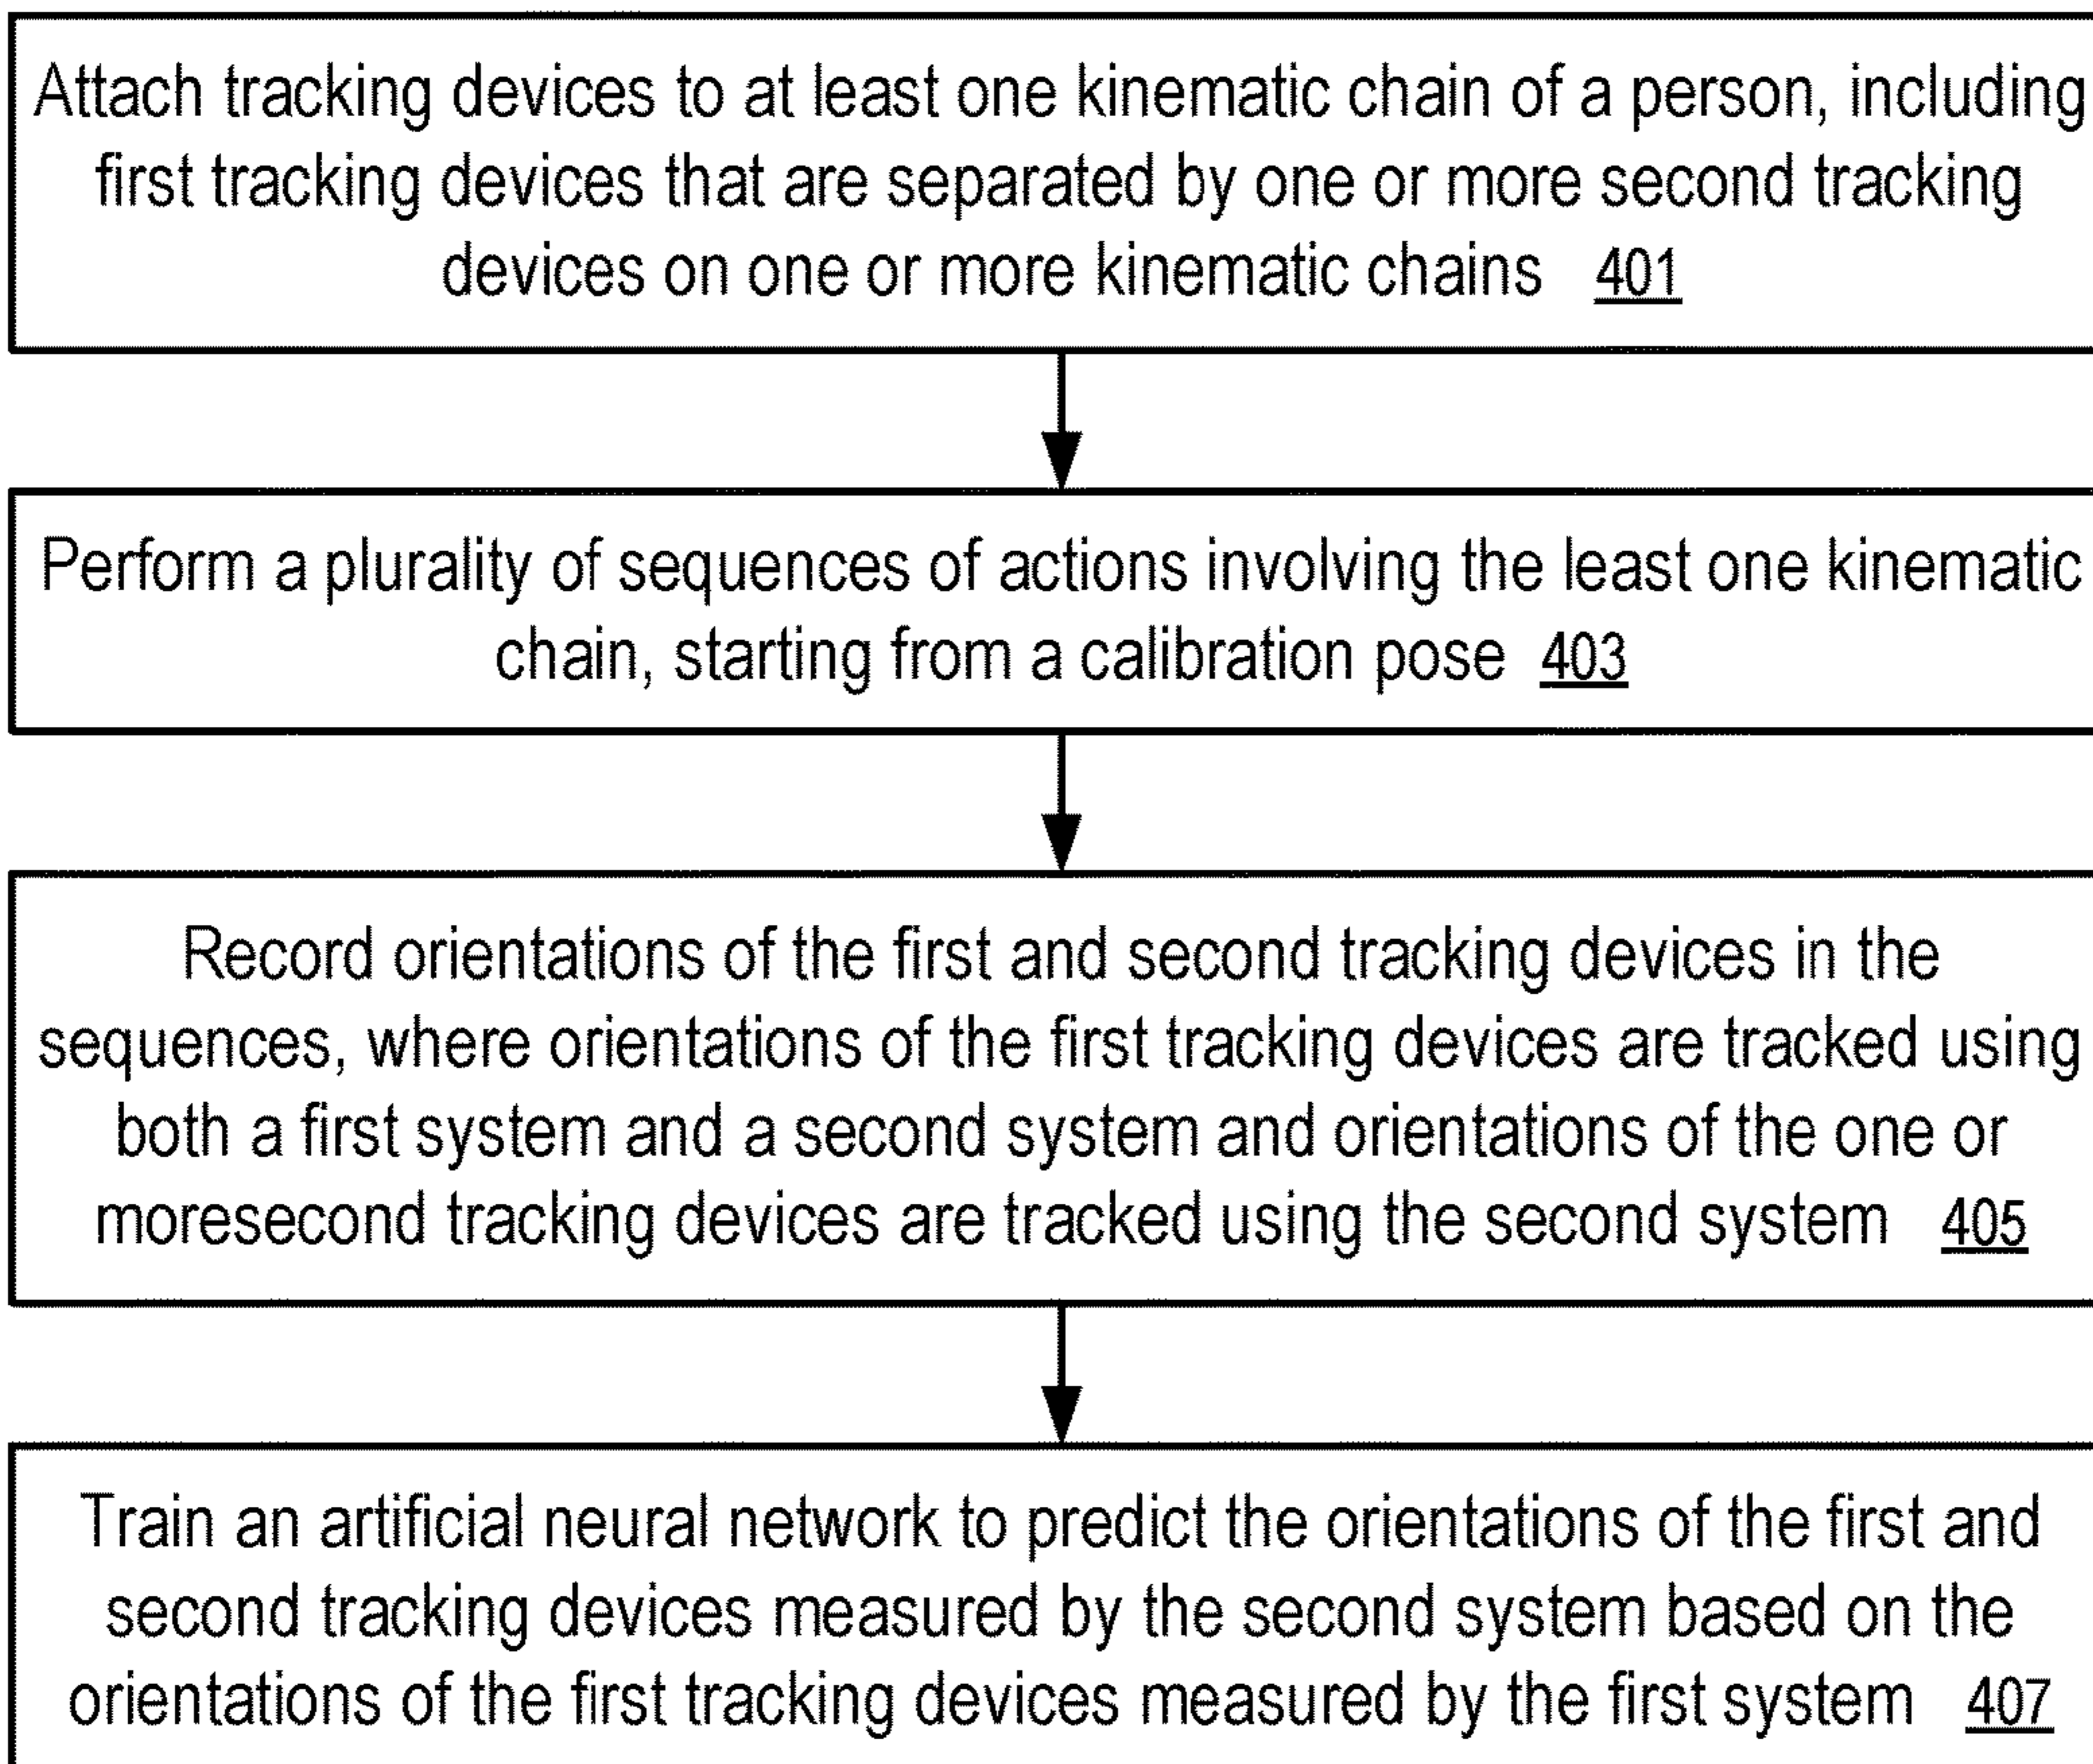 Attach tracking devices to at least one kinematic chain of a person, including
first tracking devices that are separated by one or more second tracking
devices on one or more kinematic chains 401
Perform a plurality of sequences of actions involving the least one kinematic
chain, starting from a calibration pose 403
Record orientations of the first and second tracking devices in the
sequences, where orientations of the first tracking devices are tracked using
both a first system and a second system and orientations of the one or
moresecond tracking devices are tracked using the second system 405
Train an artificial neural network to predict the orientations of the first and
second tracking devices measured by the second system based on the
orientations of the first tracking devices measured by the first system 407